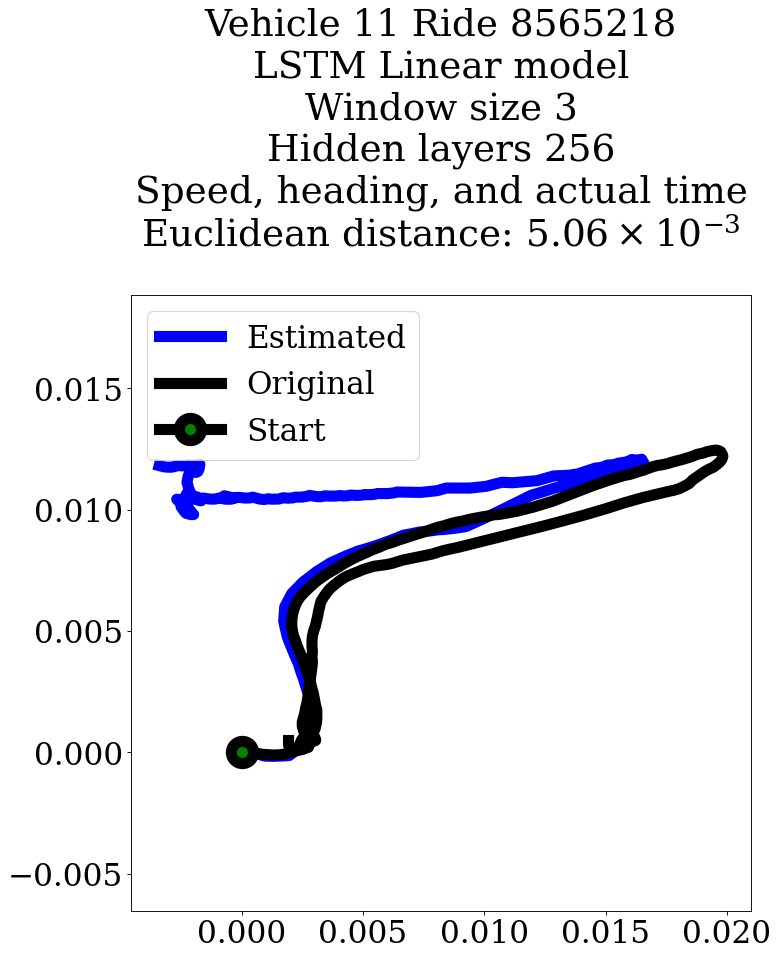 Vehicle 11 Ride 8565218
LSTM Linear model
Window size 3
Hidden layers 256
Speed, heading, and actual time
Euclidean distance: 5.06 × 10⁻³
Estimated
Original
Start
0.015
0.010
0.005
0.000
−0.005
0.000 0.005 0.010 0.015 0.020